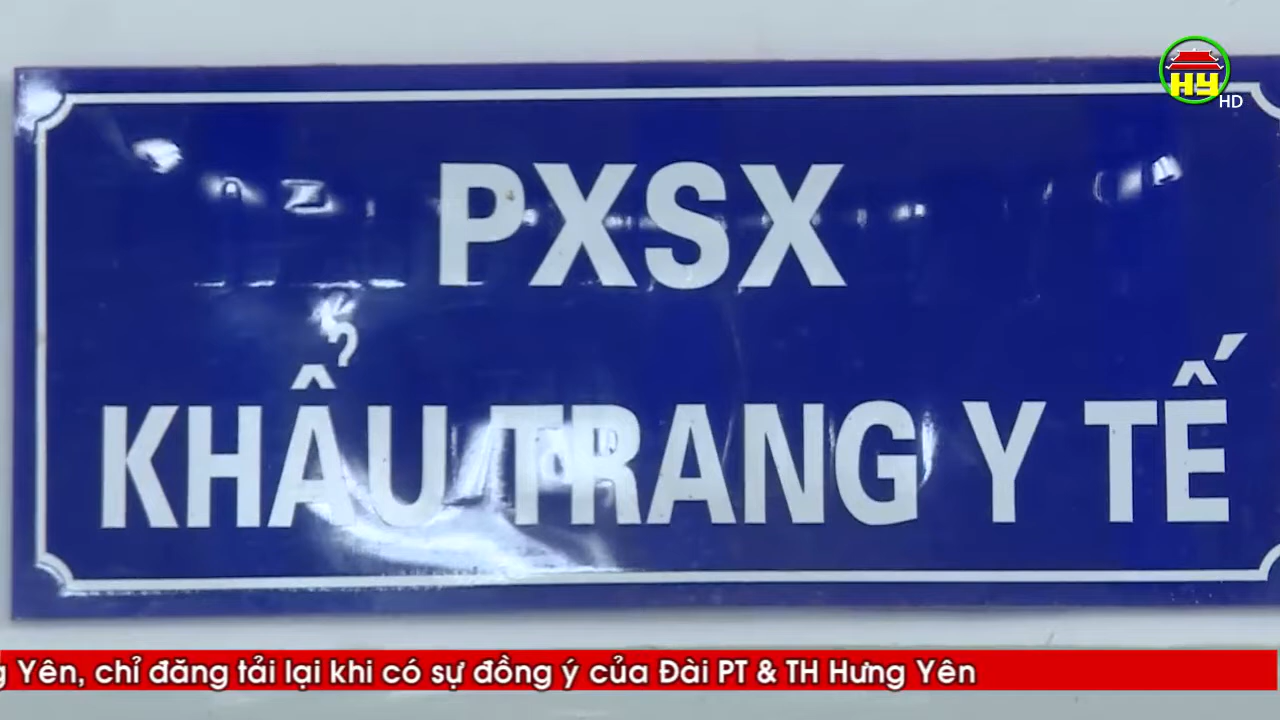 HY
HD
PXSX
KHẨU TRANG Y TẾ
Yên, chỉ đăng tải lại khi có sự đồng ý của Đài PT & TH Hưng Yên